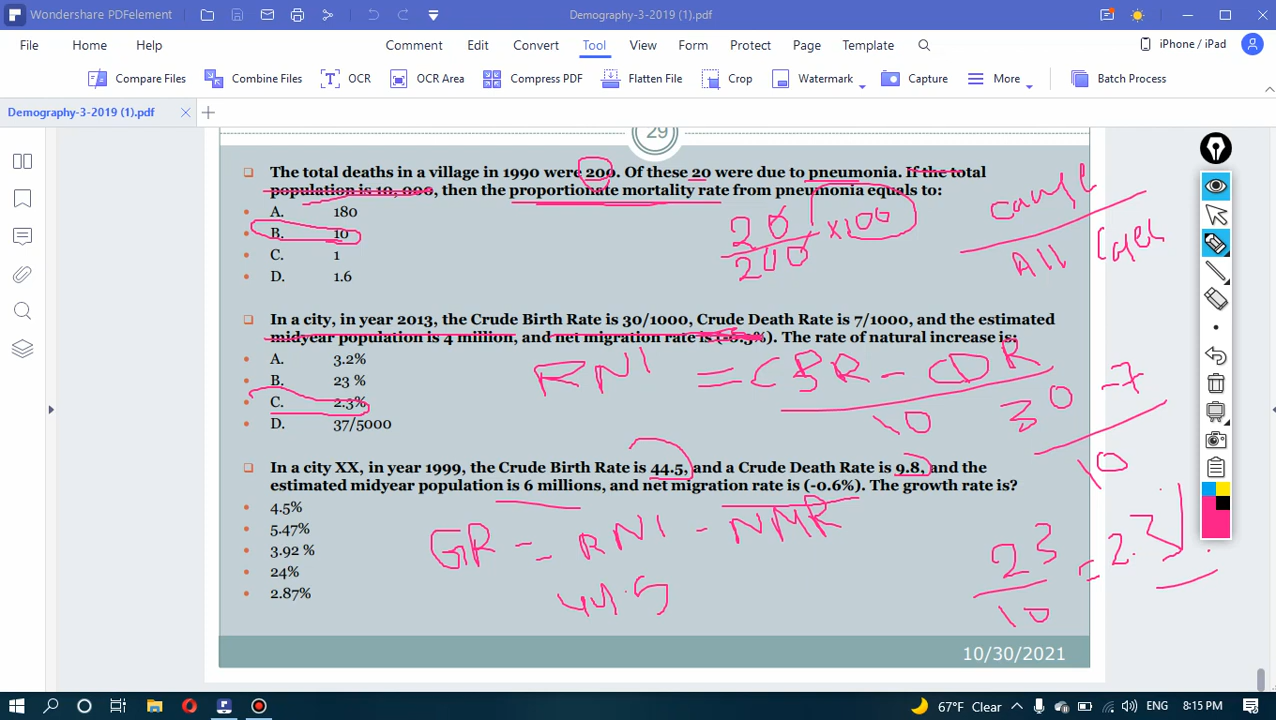 Wondershare PDFelement
Demography-3-2019 (1).pdf
File Home Help Comment Edit Convert Tool View Form Protect Page Template iPhone / iPad
Compare Files Combine Files OCR OCR Area Compress PDF Flatten File Crop Watermark Capture More Batch Process
Demography-3-2019 (1).pdf
29
The total deaths in a village in 1990 were 200. Of these 20 were due to pneumonia. If the total
population is 10, 000, then the proportionate mortality rate from pneumonia equals to:
A. 180
B. 10
C. 1
D. 1.6
20
200
×100
cause
All
In a city, in year 2013, the Crude Birth Rate is 30/1000, Crude Death Rate is 7/1000, and the estimated
midyear population is 4 million, and net migration rate is (-0.3%). The rate of natural increase is:
A. 3.2%
B. 23 %
C. 2.3%
D. 37/5000
RNI = CBR - CDR
10
30 -7
10
In a city XX, in year 1999, the Crude Birth Rate is 44.5, and a Crude Death Rate is 9.8, and the
estimated midyear population is 6 millions, and net migration rate is (-0.6%). The growth rate is?
4.5%
5.47%
3.92 %
24%
2.87%
GR = RNI - NMR
44.5
23
10
= 2.3
10/30/2021
67°F Clear ENG 8:15 PM